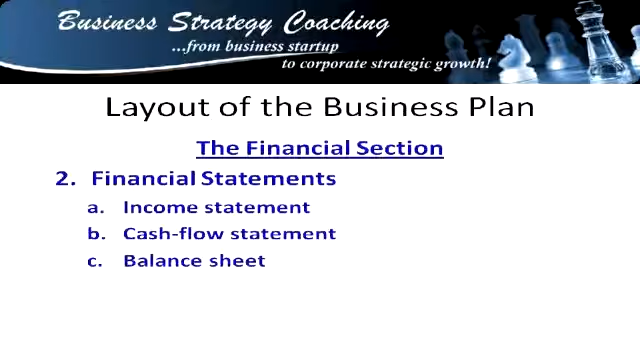 Business Strategy Coaching
...from business startup
to corporate strategic growth!
Layout of the Business Plan
The Financial Section
2. Financial Statements
a. Income statement
b. Cash-flow statement
c. Balance sheet